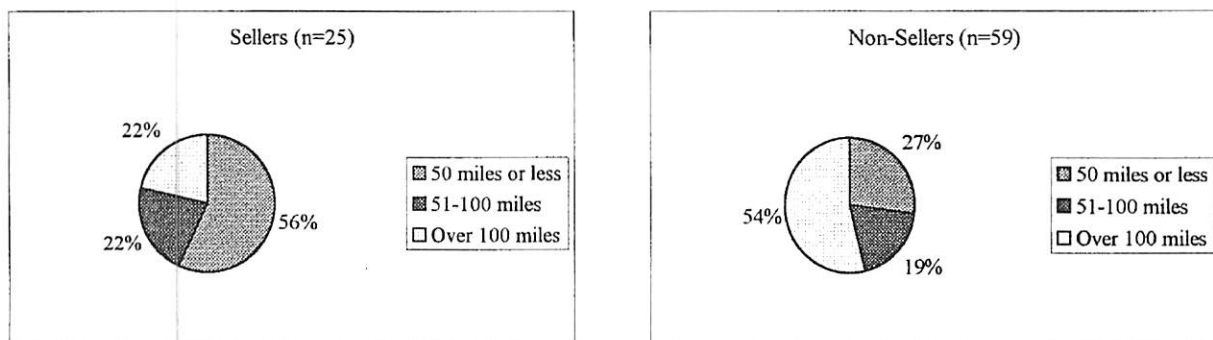 Sellers (n=25)
22%
22%
56%
50 miles or less
51-100 miles
Over 100 miles
Non-Sellers (n=59)
27%
54%
19%
50 miles or less
51-100 miles
Over 100 miles